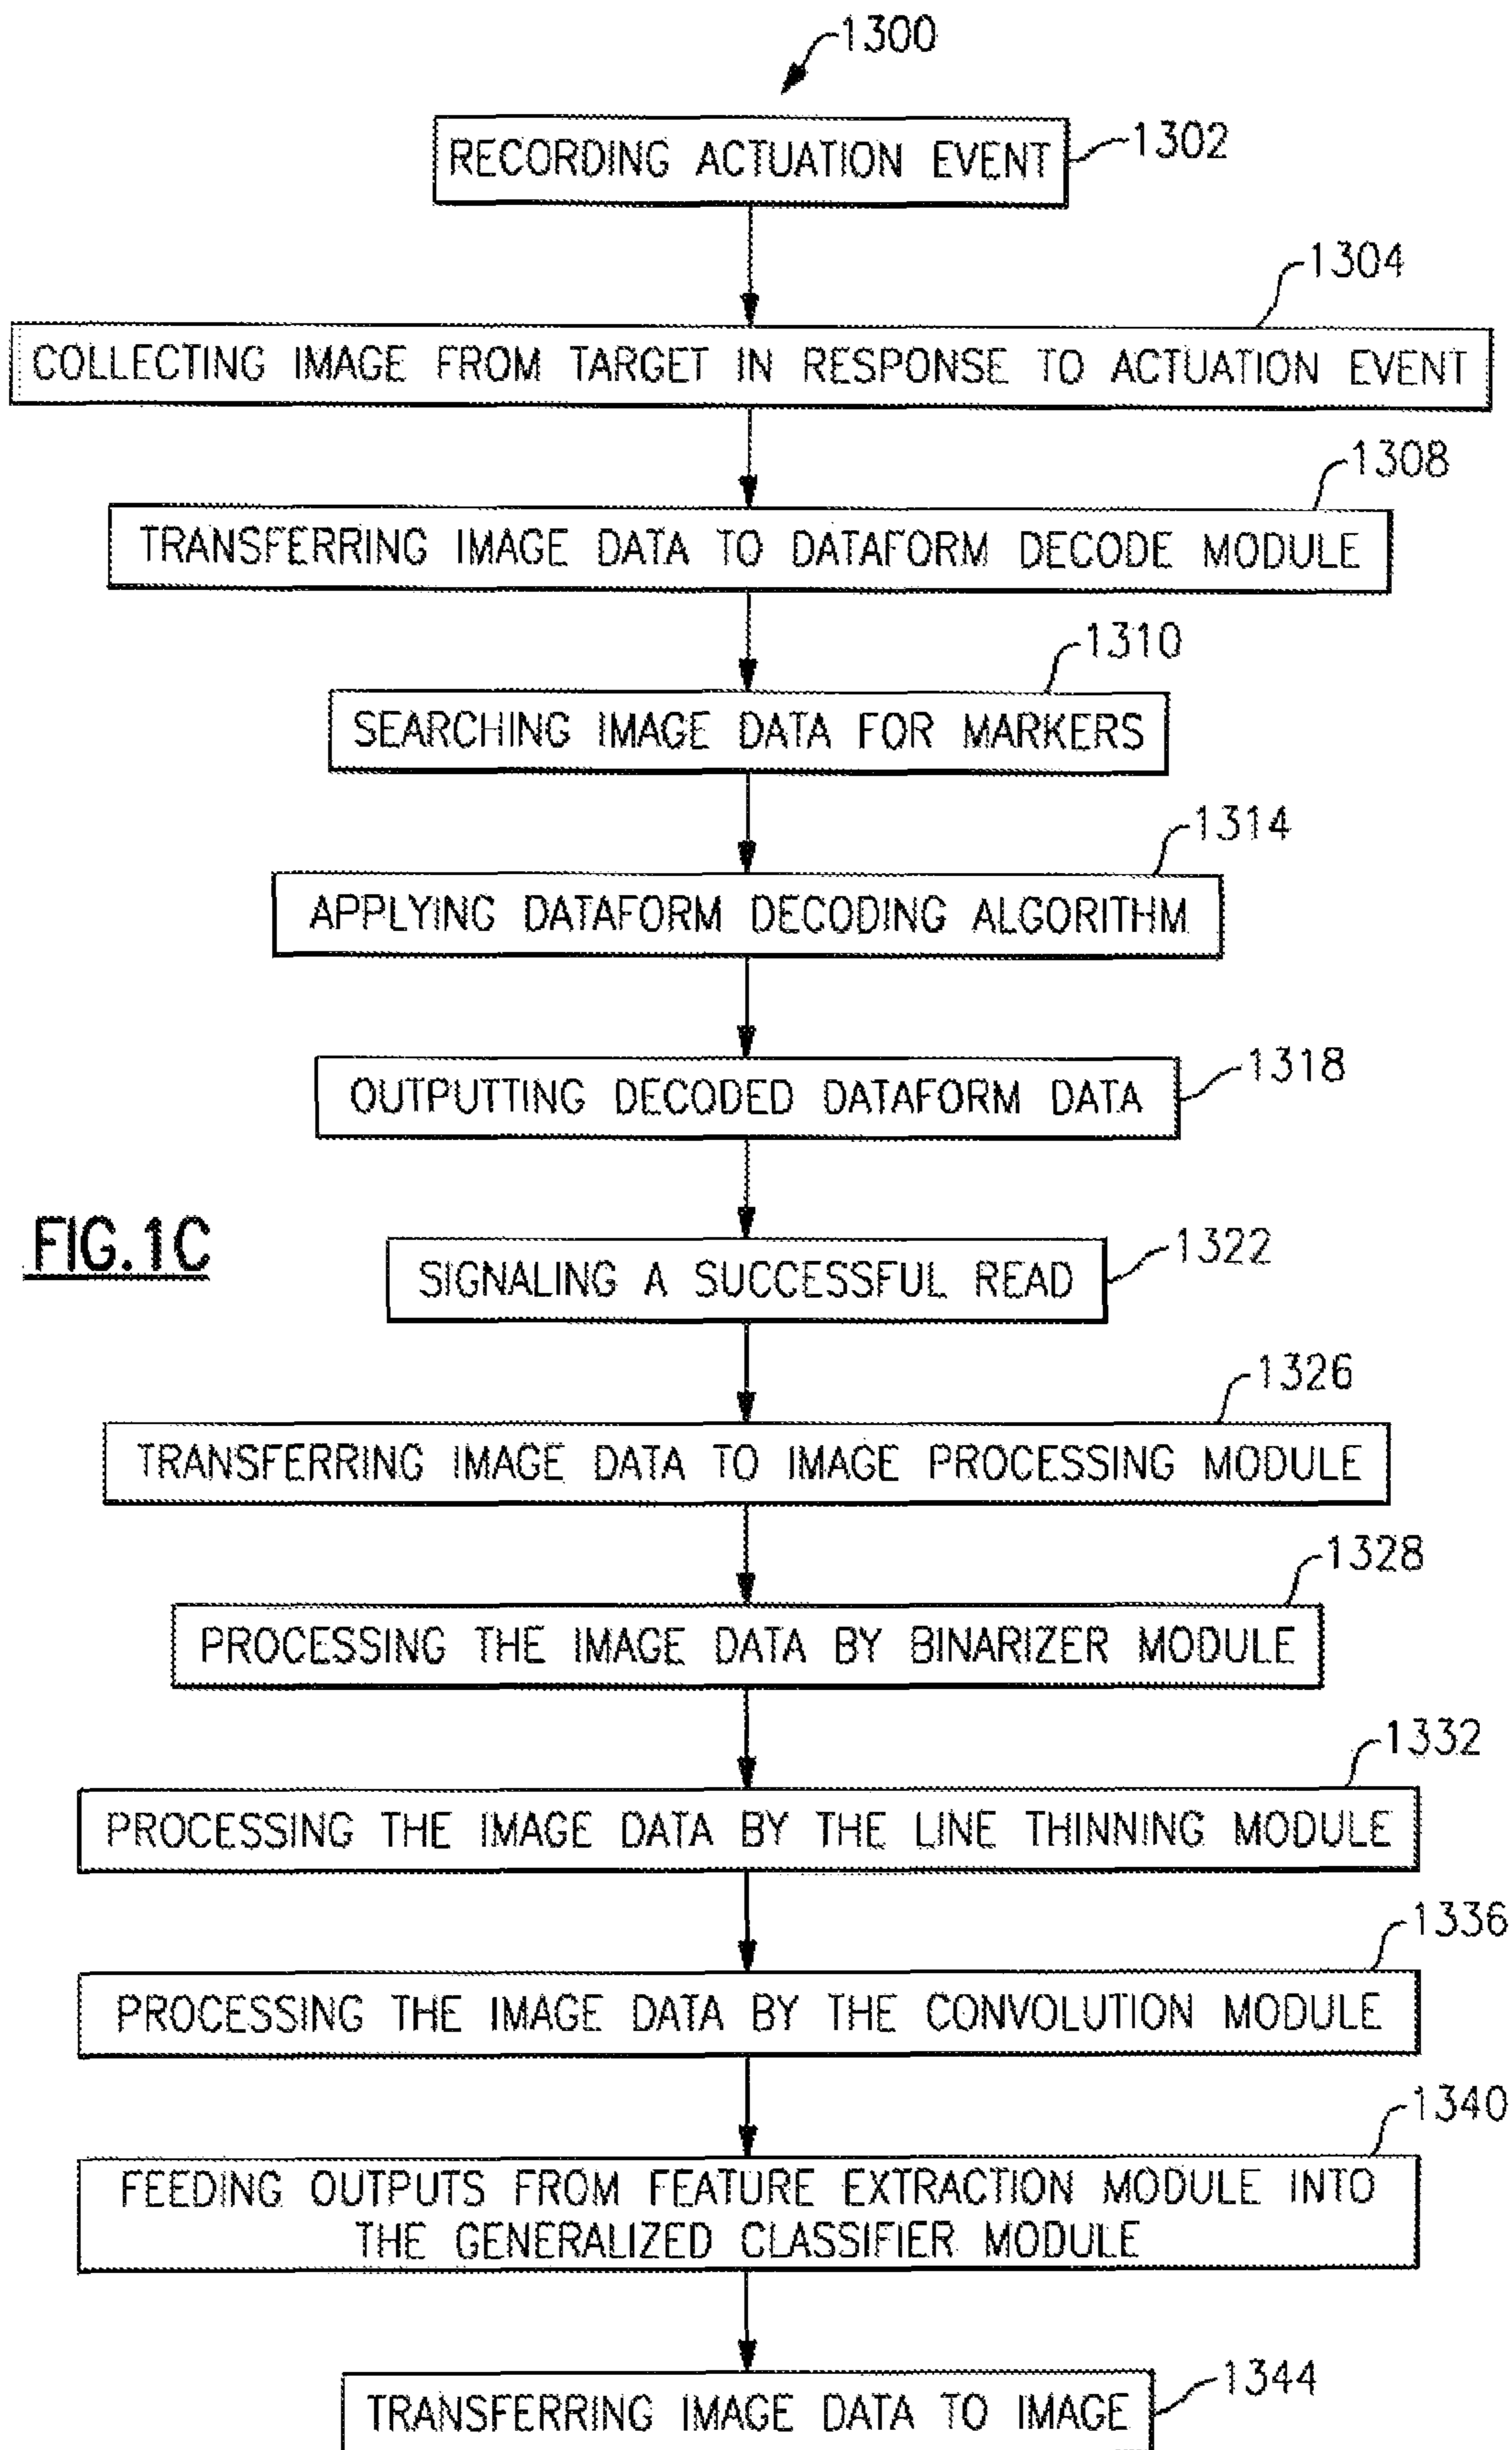 1300
RECORDING ACTUATION EVENT
1302
1304
COLLECTING IMAGE FROM TARGET IN RESPONSE TO ACTUATION EVENT
1308
TRANSFERRING IMAGE DATA TO DATAFORM DECODE MODULE
1310
SEARCHING IMAGE DATA FOR MARKERS
1314
APPLYING DATAFORM DECODING ALGORITHM
OUTPUTTING DECODED DATAFORM DATA
1318
FIG.1C
SIGNALING A SUCCESSFUL READ
1322
1326
TRANSFERRING IMAGE DATA TO IMAGE PROCESSING MODULE
1328
PROCESSING THE IMAGE DATA BY BINARIZER MODULE
1332
PROCESSING THE IMAGE DATA BY THE LINE THINNING MODULE
1336
PROCESSING THE IMAGE DATA BY THE CONVOLUTION MODULE
1340
FEEDING OUTPUTS FROM FEATURE EXTRACTION MODULE INTO
THE GENERALIZED CLASSIFIER MODULE
1344
TRANSFERRING IMAGE DATA TO IMAGE